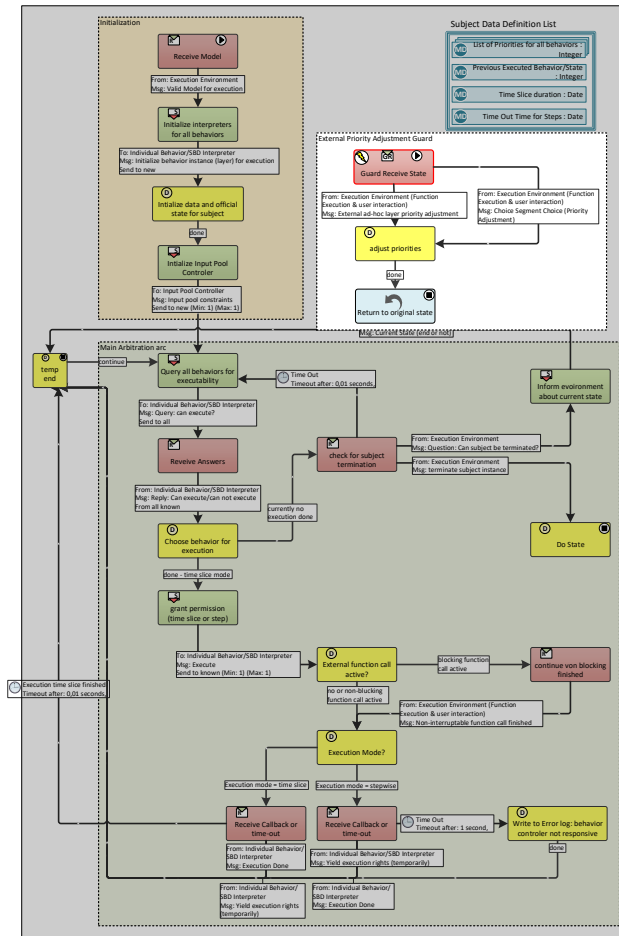 Initialization
Subject Data Definition List
Receive Model
MD
List of Priorities for all behaviors :
Integer
MD
Previous Executed Behavior/State
: Integer
MD
Time Slice duration : Date
MD
Time Out Time for Steps : Date
From: Execution Environment
Msg: Valid Model for execution
Initialize interpreters
for all behaviors
To: Individual Behavior/SBD Interpreter
Msg: Initialize behavior instance (layer) for execution
Send to new
D
Intialize data and official
state for subject
done
Intialize Input Pool
Controler
To: Input Pool Controller
Msg: Input pool constraints
Send to new (Min: 1) (Max: 1)
External Priority Adjustment Guard
GR
Guard Receive State
From: Execution Environment (Function
Execution & user interaction)
Msg: External ad-hoc layer priority adjustment
From: Execution Environment (Function
Execution & user interaction)
Msg: Choice Segment Choice (Priority
Adjustment)
D
adjust priorities
done
Return to original state
Msg: Current State (end or not)
Main Arbitration arc
D
temp
end
continue
Query all behaviors for
executability
Time Out
Timeout after: 0,01 seconds,
Inform evoironment
about current state
To: Individual Behavior/SBD Interpreter
Msg: Query: can execute?
Send to all
Reveive Answers
R
check for subject
termination
From: Execution Environment
Msg: Question: Can subject be terminated?
From: Execution Environment
Msg: terminate subject instance
From: Individual Behavior/SBD Interpreter
Msg: Reply: Can execute/can not execute
From all known
currently no
execution done
D
Choose behavior for
execution
D
Do State
done - time slice mode
grant permission
(time slice or step)
To: Individual Behavior/SBD Interpreter
Msg: Execute
Send to known (Min: 1) (Max: 1)
D
External function call
active?
blocking function
call active
R
continue von blocking
finished
Execution time slice finished
Timeout after: 0,01 seconds,
no or non-blocking
function call active
From: Execution Environment (Function
Execution & user interaction)
Msg: Non-interruptable function call finished
D
Execution Mode?
Execution mode = time slice
Execution mode = stepwise
Receive Callback or
time-out
Receive Callback or
time-out
Time Out
Timeout after: 1 second,
D
Write to Error log: behavior
controler not responsive
From: Individual Behavior/
SBD Interpreter
Msg: Execution Done
From: Individual Behavior/SBD Interpreter
Msg: Yield execution rights (temporarily)
done
From: Individual Behavior/
SBD Interpreter
Msg: Yield execution rights
(temporarily)
From: Individual Behavior/
SBD Interpreter
Msg: Execution Done